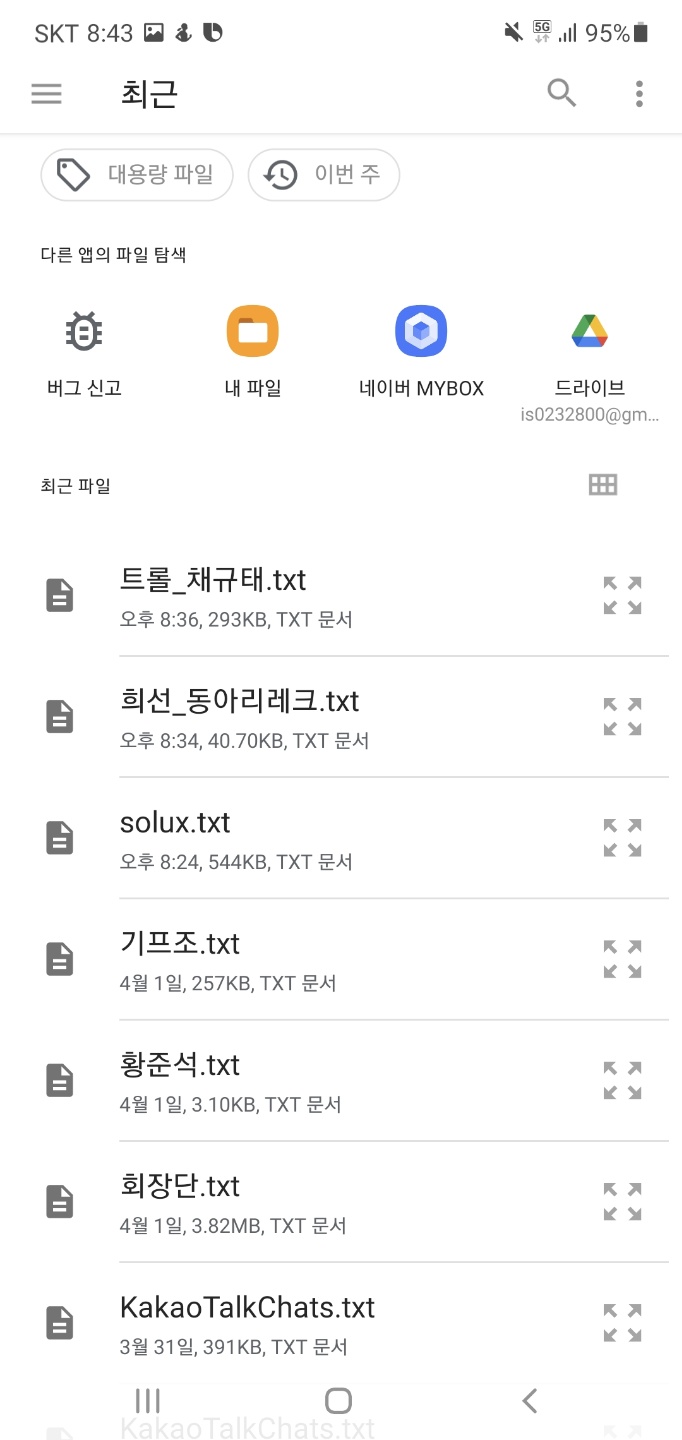 SKT 8:43
5G
95%
최근
대용량 파일
이번 주
다른 앱의 파일 탐색
버그 신고
내 파일
네이버 MYBOX
드라이브
is0232800@gm...
최근 파일
트롤_채규태.txt
오후 8:36, 293KB, TXT 문서
희선_동아리레크.txt
오후 8:34, 40.70KB, TXT 문서
solux.txt
오후 8:24, 544KB, TXT 문서
기프조.txt
4월 1일, 257KB, TXT 문서
황준석.txt
4월 1일, 3.10KB, TXT 문서
회장단.txt
4월 1일, 3.82MB, TXT 문서
KakaoTalkChats.txt
3월 31일, 391KB, TXT 문서
KakaoTalkChats.txt